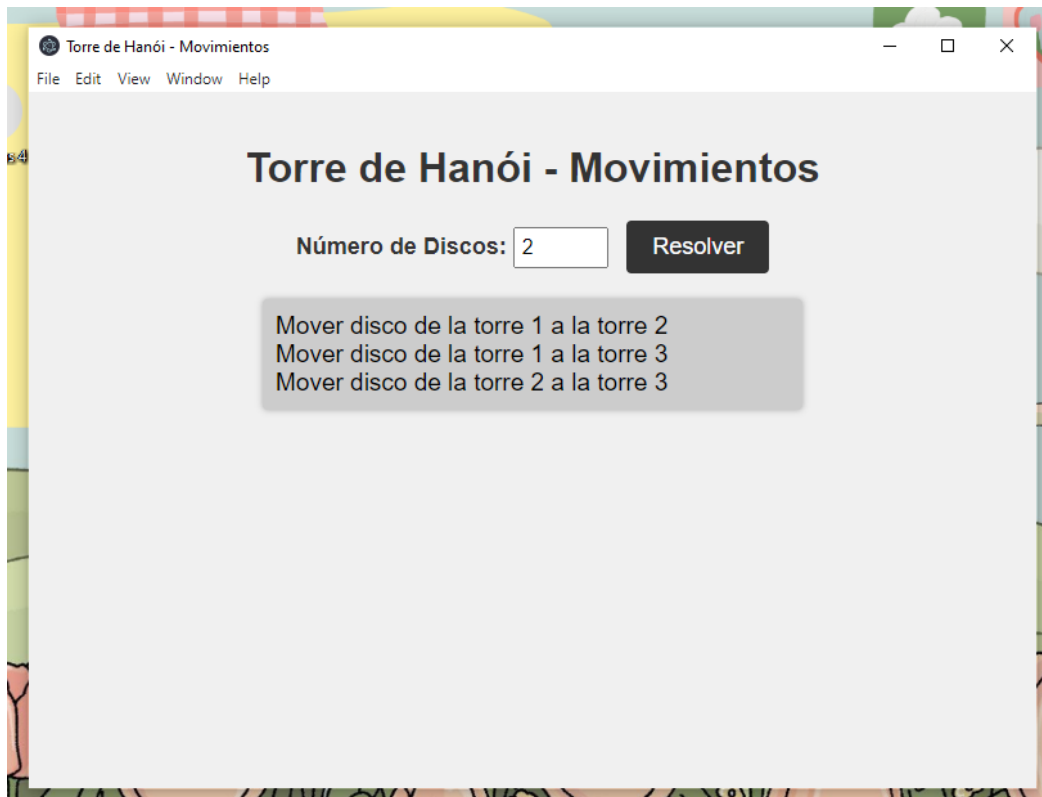 Torre de Hanói - Movimientos
File Edit View Window Help
s 4
Torre de Hanói - Movimientos
Número de Discos: 2 Resolver
Mover disco de la torre 1 a la torre 2
Mover disco de la torre 1 a la torre 3
Mover disco de la torre 2 a la torre 3